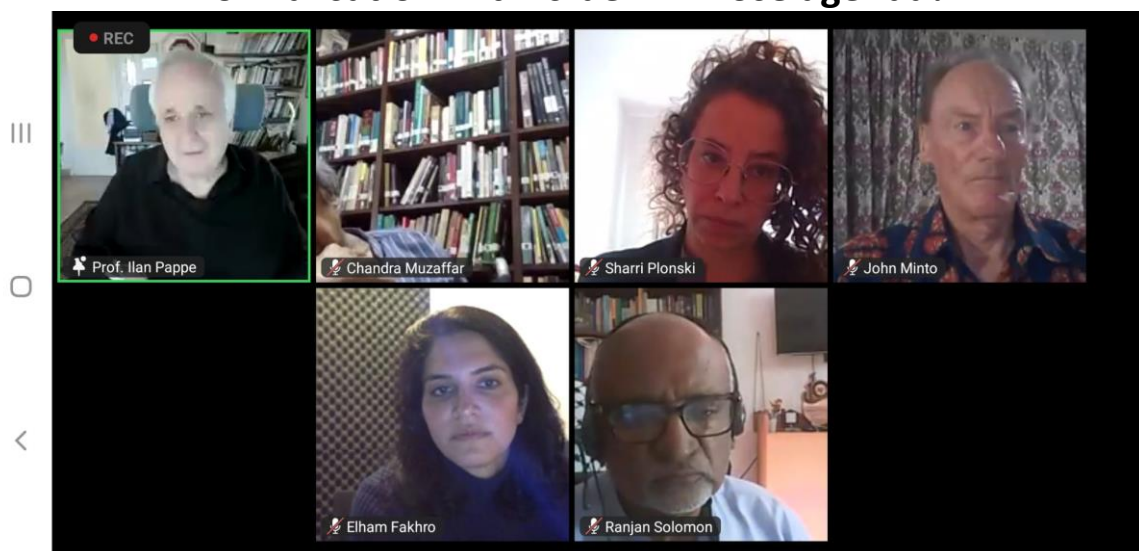 REC
Prof. Ilan Pappe
Chandra Muzaffar
Sharri Plonski
John Minto
Elham Fakhro
Ranjan Solomon